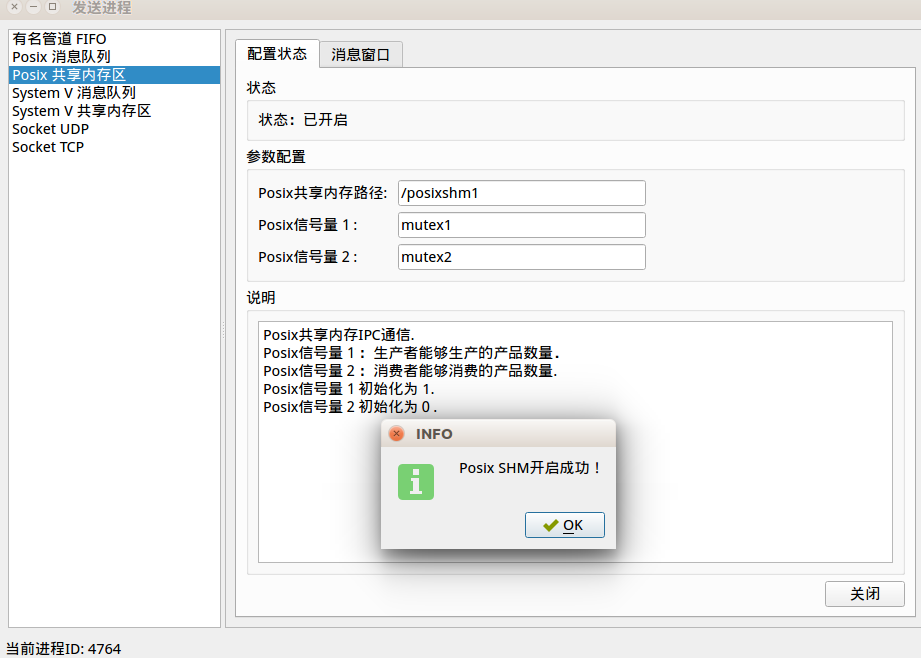 发送进程
有名管道 FIFO
Posix 消息队列
Posix 共享内存区
System V 消息队列
System V 共享内存区
Socket UDP
Socket TCP
配置状态
消息窗口
状态
状态：已开启
参数配置
Posix共享内存路径: /posixshm1
Posix信号量 1 : mutex1
Posix信号量 2 : mutex2
说明
Posix共享内存IPC通信.
Posix信号量 1 ：生产者能够生产的产品数量.
Posix信号量 2 ：消费者能够消费的产品数量.
Posix信号量 1 初始化为 1.
Posix信号量 2 初始化为 0 .
INFO
Posix SHM开启成功！
OK
关闭
当前进程ID: 4764